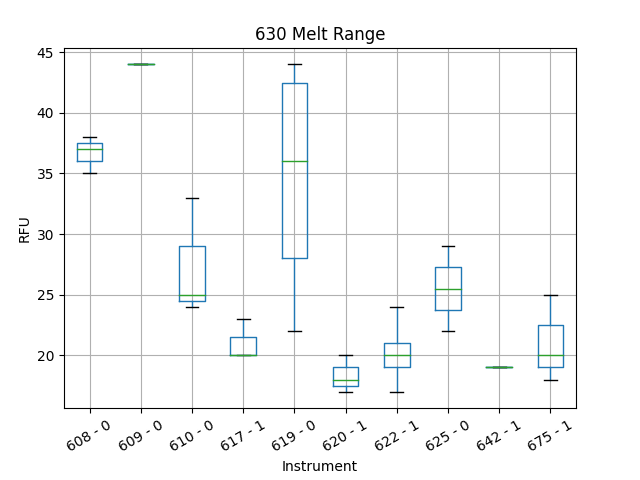 630 Melt Range
45
40
35
30
25
20
RFU
608 - 0
609 - 0
610 - 0
617 - 1
619 - 0
620 - 1
622 - 1
625 - 0
642 - 1
675 - 1
Instrument